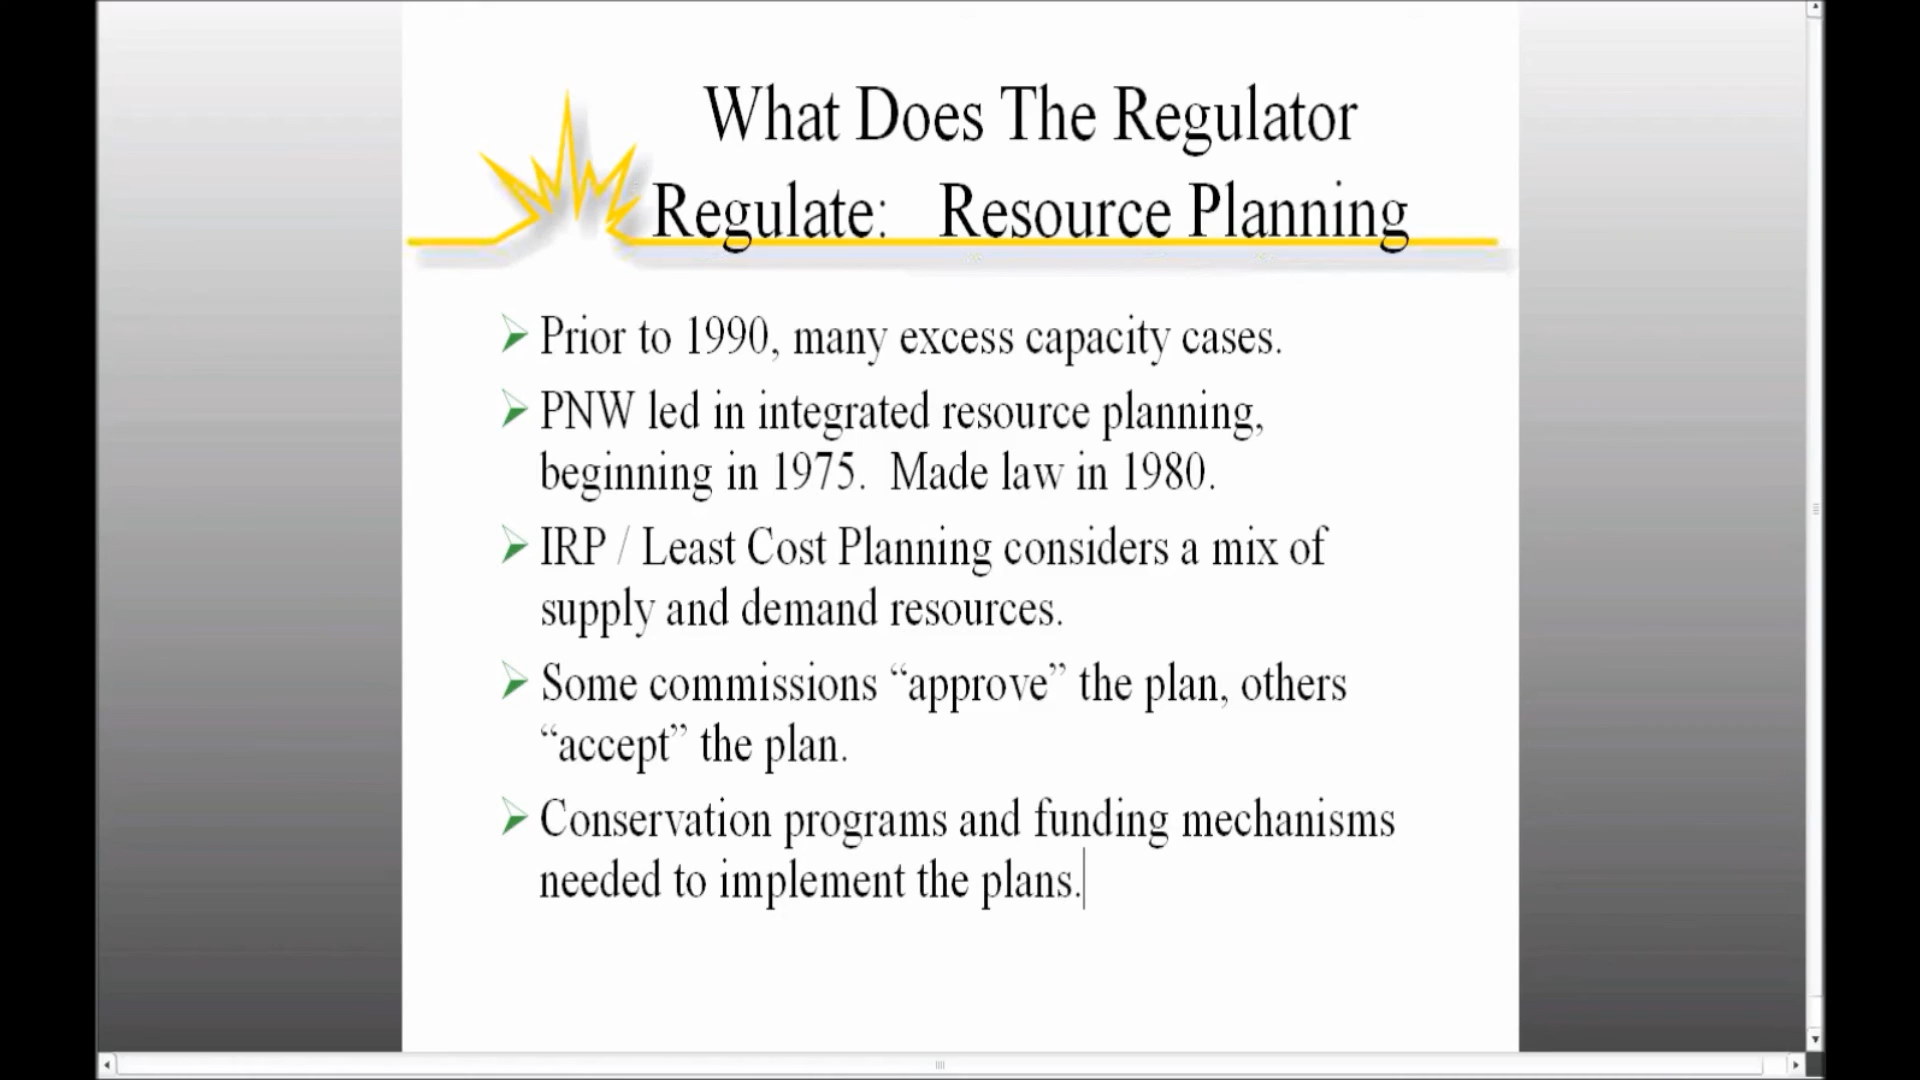 What Does The Regulator
Regulate: Resource Planning
Prior to 1990, many excess capacity cases.
PNW led in integrated resource planning,
beginning in 1975. Made law in 1980.
IRP / Least Cost Planning considers a mix of
supply and demand resources.
Some commissions “approve” the plan, others
“accept” the plan.
Conservation programs and funding mechanisms
needed to implement the plans.